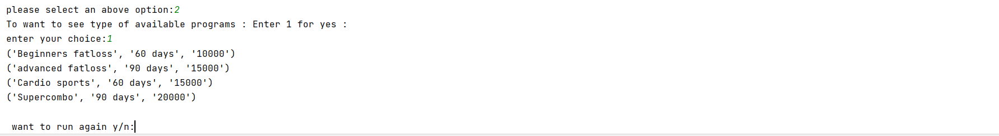 please select an above option:2
To want to see type of available programs : Enter 1 for yes :
enter your choice:1
('Beginners fatloss', '60 days', '10000')
('advanced fatloss', '90 days', '15000')
('Cardio sports', '60 days', '15000')
('Supercombo', '90 days', '20000')
want to run again y/n: